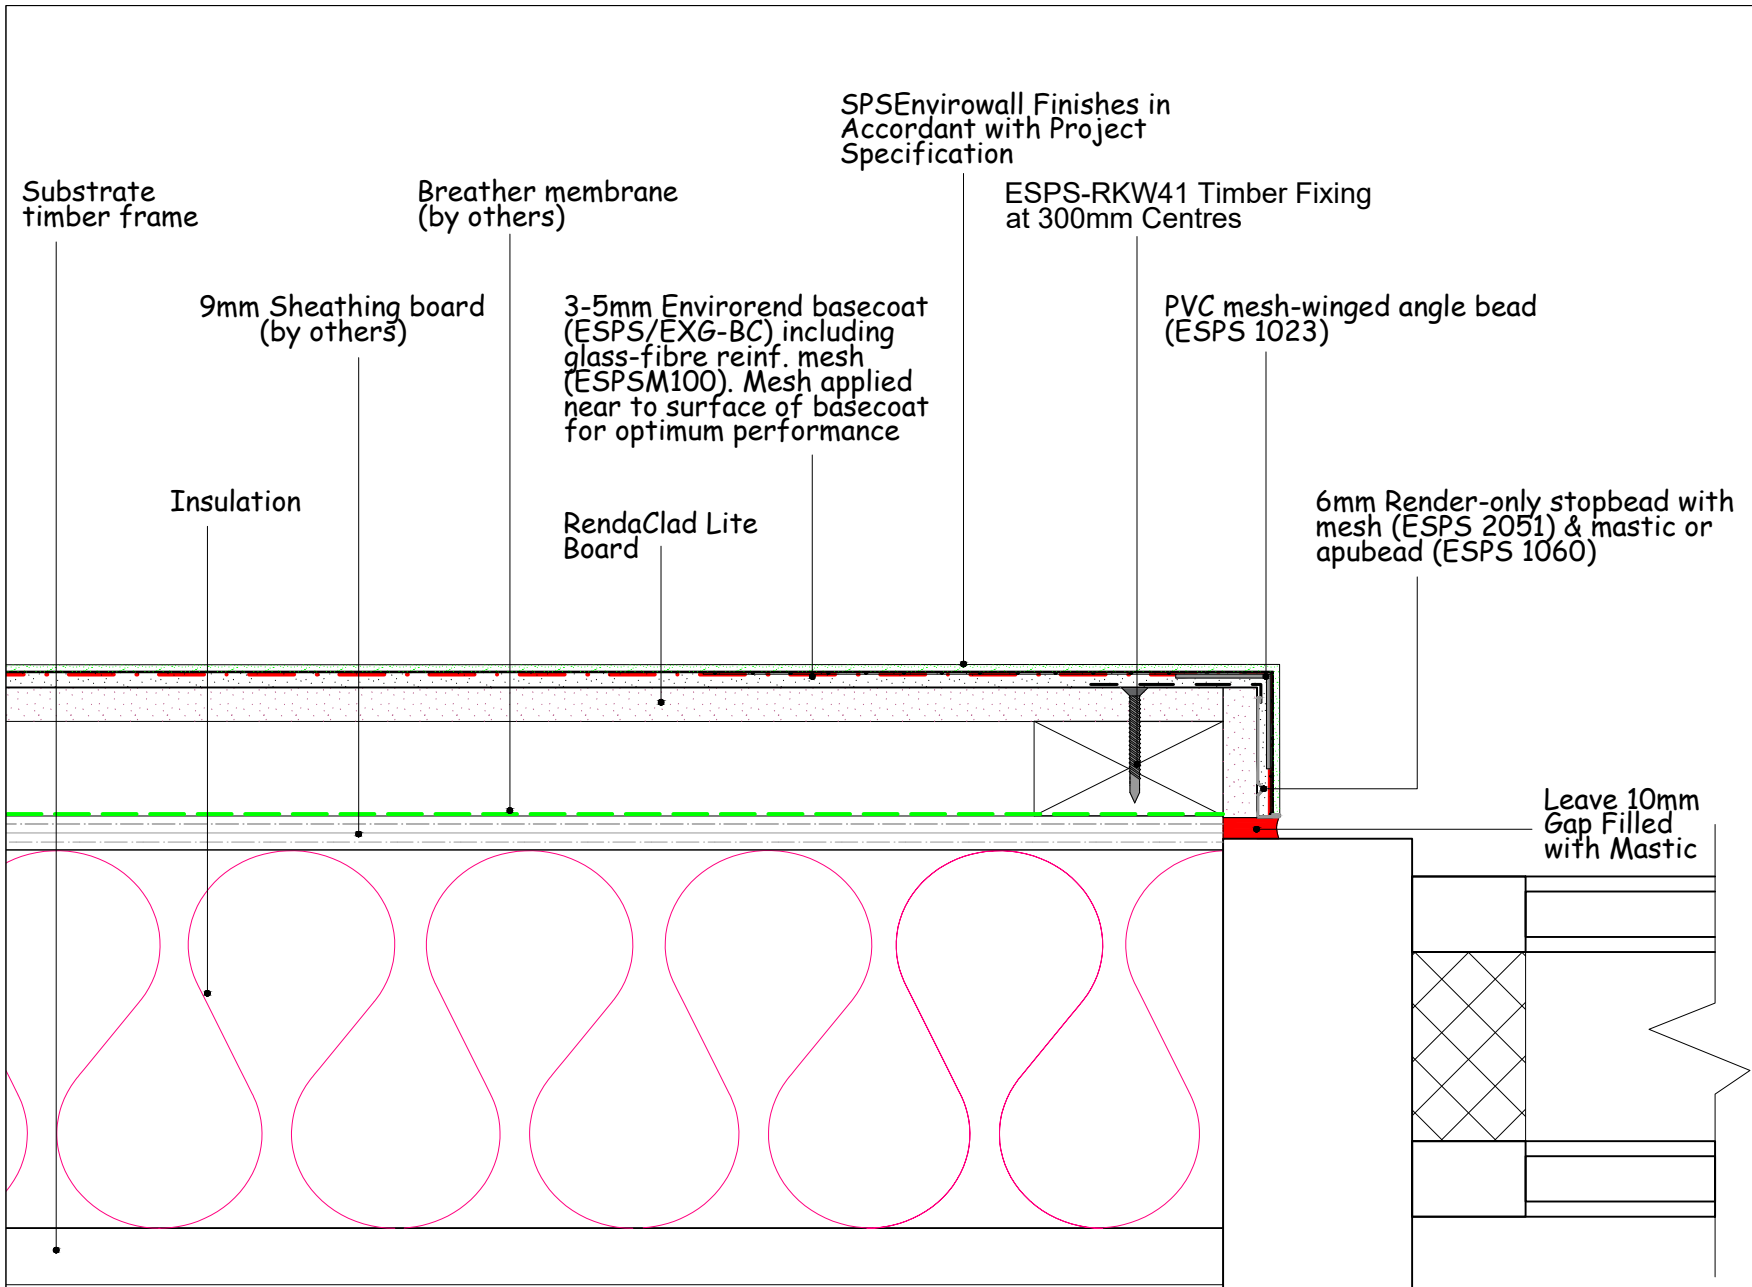 SPSEnvirowall Finishes in
Accordant with Project
Specification
Substrate
timber frame
Breather membrane
(by others)
ESPS-RKW41 Timber Fixing
at 300mm Centres
9mm Sheathing board
(by others)
3-5mm Envirorend basecoat
(ESPS/EXG-BC) including
glass-fibre reinf. mesh
(ESPSM100). Mesh applied
near to surface of basecoat
for optimum performance
PVC mesh-winged angle bead
(ESPS 1023)
Insulation
RendaClad Lite
Board
6mm Render-only stopbead with
mesh (ESPS 2051) & mastic or
apubead (ESPS 1060)
Leave 10mm
Gap Filled
with Mastic